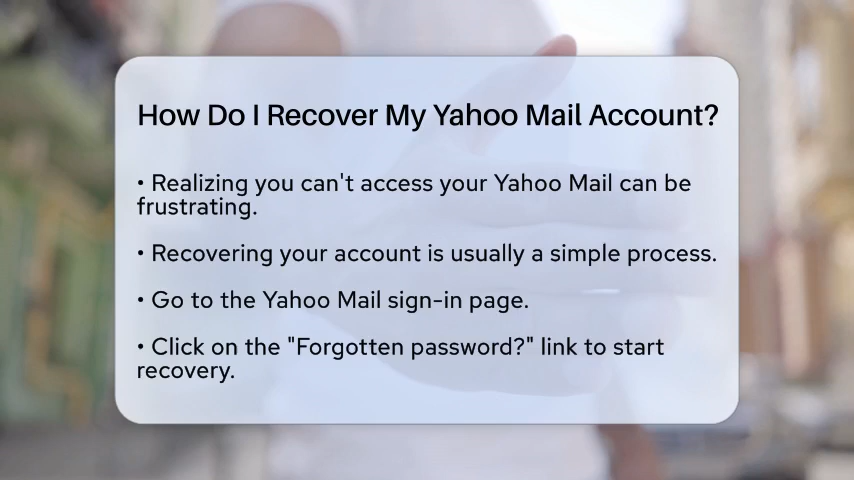 How Do I Recover My Yahoo Mail Account?
• Realizing you can't access your Yahoo Mail can be
frustrating.
• Recovering your account is usually a simple process.
• Go to the Yahoo Mail sign-in page.
• Click on the "Forgotten password?" link to start
recovery.